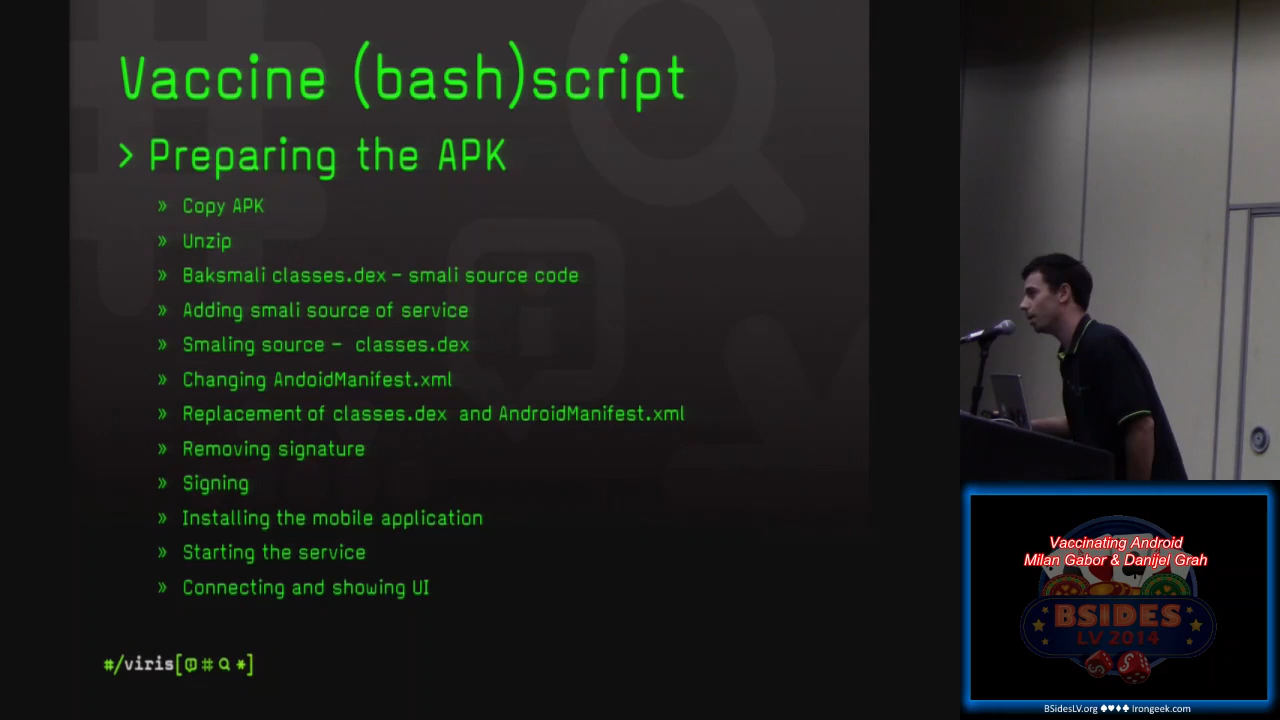 Vaccine (bash)script
> Preparing the APK
» Copy APK
» Unzip
» Baksmali classes.dex – smali source code
» Adding smali source of service
» Smaling source – classes.dex
» Changing AndoidManifest.xml
» Replacement of classes.dex and AndroidManifest.xml
» Removing signature
» Signing
» Installing the mobile application
» Starting the service
» Connecting and showing UI
#/viris[ # *]
Vaccinating Android
Milan Gabor & Danijel Grah
BSIDES
LV 2014
BSidesLV.org ♠♥♦♣ Irongeek.com